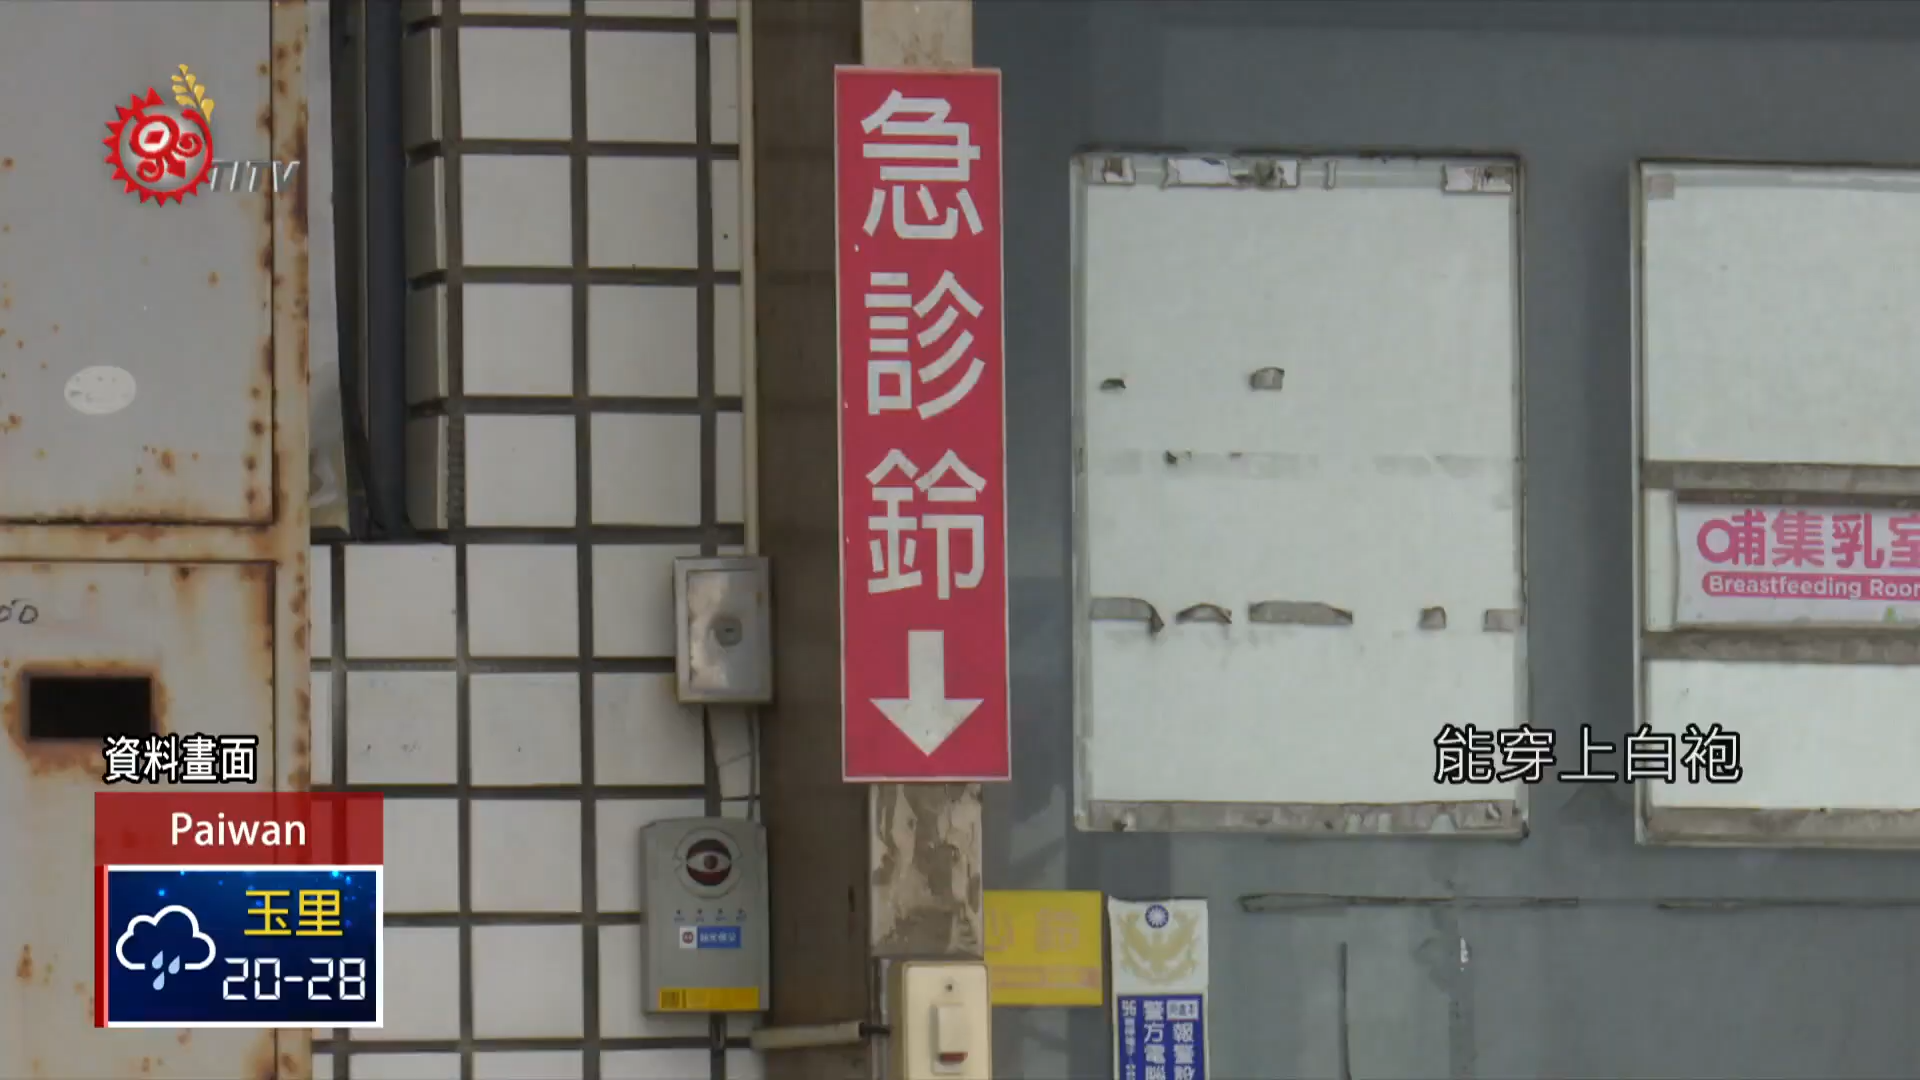 TITV
急診鈴
哺集乳室
Breastfeeding Room
能穿上白袍
資料畫面
Paiwan
玉里
20-28
警方電
報警